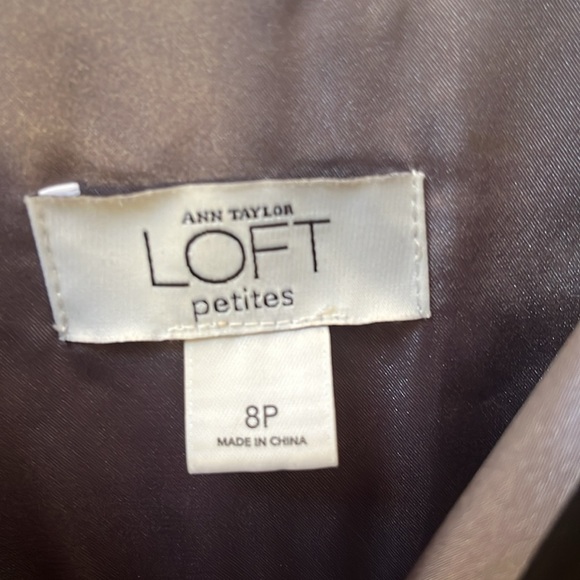 ANN TAYLOR
LOFT
petites
8P
MADE IN CHINA